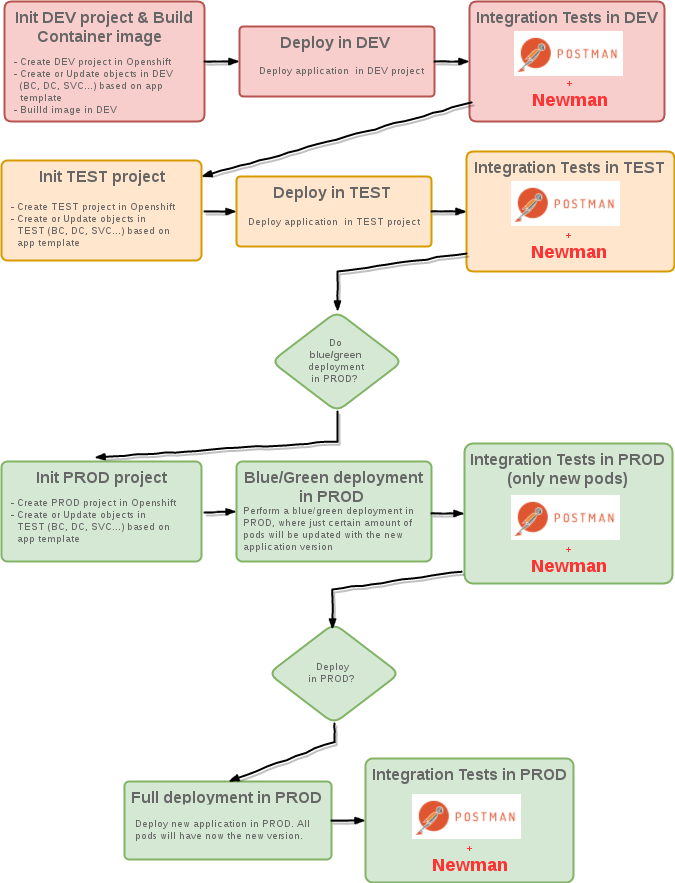 Init DEV project & Build
Container image
- Create DEV project in Openshift
- Create or Update objects in DEV
(BC, DC, SVC...) based on app
template
- Builld image in DEV
Deploy in DEV
Deploy application in DEV project
Integration Tests in DEV
POSTMAN
+
Newman
Init TEST project
- Create TEST project in Openshift
- Create or Update objects in
TEST (BC, DC, SVC...) based on
app template
Deploy in TEST
Deploy application in TEST project
Integration Tests in TEST
POSTMAN
+
Newman
Do
blue/green
deployment
in PROD?
Init PROD project
- Create PROD project in Openshift
- Create or Update objects in
TEST (BC, DC, SVC...) based on
app template
Blue/Green deployment
in PROD
Perform a blue/green deployment in
PROD, where just certain amount of
pods will be updated with the new
application version
Integration Tests in PROD
(only new pods)
POSTMAN
+
Newman
Deploy
in PROD?
Full deployment in PROD
Deploy new application in PROD. All
pods will have now the new version.
Integration Tests in PROD
POSTMAN
+
Newman